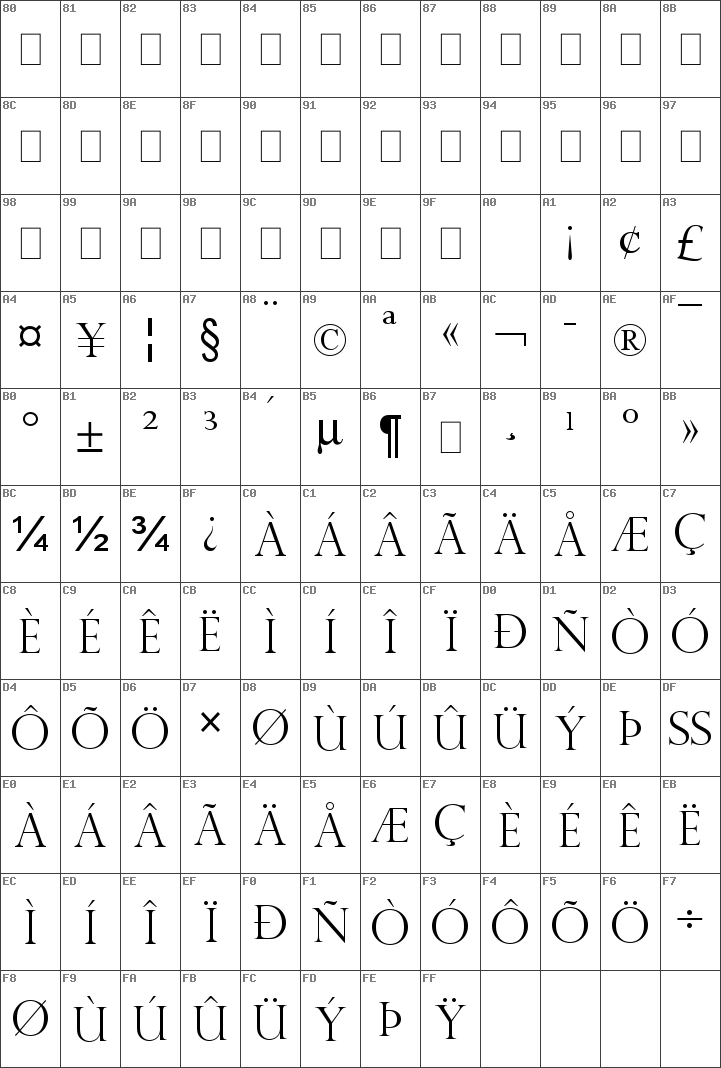 80 81 82 83 84 85 86 87 88 89 8A 8B
8C 8D 8E 8F 90 91 92 93 94 95 96 97
98 99 9A 9B 9C 9D 9E 9F A0 A1 A2 A3
¡ ¢ £
A4 A5 A6 A7 A8 A9 AA AB AC AD AE AF
¤ ¥ ¦ § ¨ © ª « ¬ - ® ¯
B0 B1 B2 B3 B4 B5 B6 B7 B8 B9 BA BB
° ± ² ³ ´ µ ¶ ¸ ¹ º »
BC BD BE BF C0 C1 C2 C3 C4 C5 C6 C7
¼ ½ ¾ ¿ À Á Â Ã Ä Å Æ Ç
C8 C9 CA CB CC CD CE CF D0 D1 D2 D3
È É Ê Ë Ì Í Î Ï Ð Ñ Ò Ó
D4 D5 D6 D7 D8 D9 DA DB DC DD DE DF
Ô Õ Ö × Ø Ù Ú Û Ü Ý Þ SS
E0 E1 E2 E3 E4 E5 E6 E7 E8 E9 EA EB
À Á Â Ã Ä Å Æ Ç È É Ê Ë
EC ED EE EF F0 F1 F2 F3 F4 F5 F6 F7
Ì Í Î Ï Ð Ñ Ò Ó Ô Õ Ö ÷
F8 F9 FA FB FC FD FE FF
Ø Ù Ú Û Ü Ý Þ Ÿ